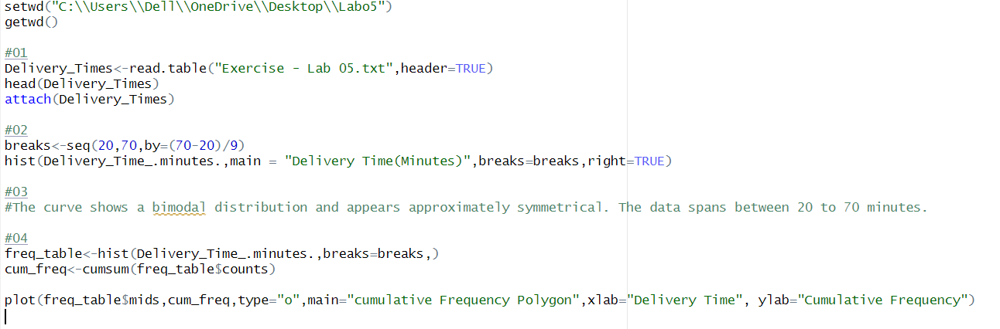 setwd("C:\\Users\\Dell\\OneDrive\\Desktop\\Labo5")
getwd()
#01
Delivery_Times<-read.table("Exercise - Lab 05.txt",header=TRUE)
head(Delivery_Times)
attach(Delivery_Times)
#02
breaks<-seq(20,70,by=(70-20)/9)
hist(Delivery_Time_.minutes.,main = "Delivery Time(Minutes)",breaks=breaks,right=TRUE)
#03
#The curve shows a bimodal distribution and appears approximately symmetrical. The data spans between 20 to 70 minutes.
#04
freq_table<-hist(Delivery_Time_.minutes.,breaks=breaks,)
cum_freq<-cumsum(freq_table$counts)
plot(freq_table$mids,cum_freq,type="o",main="cumulative Frequency Polygon",xlab="Delivery Time", ylab="Cumulative Frequency")